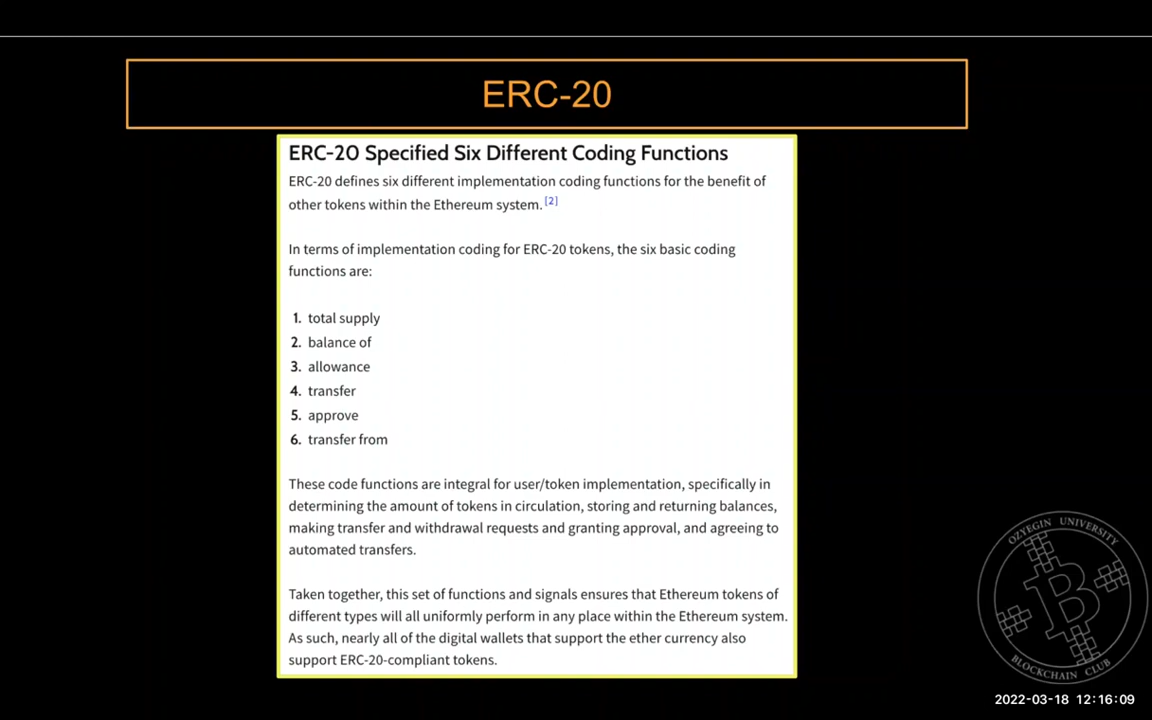 ERC-20
ERC-20 Specified Six Different Coding Functions
ERC-20 defines six different implementation coding functions for the benefit of
other tokens within the Ethereum system. [2]
In terms of implementation coding for ERC-20 tokens, the six basic coding
functions are:
1. total supply
2. balance of
3. allowance
4. transfer
5. approve
6. transfer from
These code functions are integral for user/token implementation, specifically in
determining the amount of tokens in circulation, storing and returning balances,
making transfer and withdrawal requests and granting approval, and agreeing to
automated transfers.
Taken together, this set of functions and signals ensures that Ethereum tokens of
different types will all uniformly perform in any place within the Ethereum system.
As such, nearly all of the digital wallets that support the ether currency also
support ERC-20-compliant tokens.
OZYEGIN UNIVERSITY
BLOCKCHAIN CLUB
2022-03-18 12:16:09